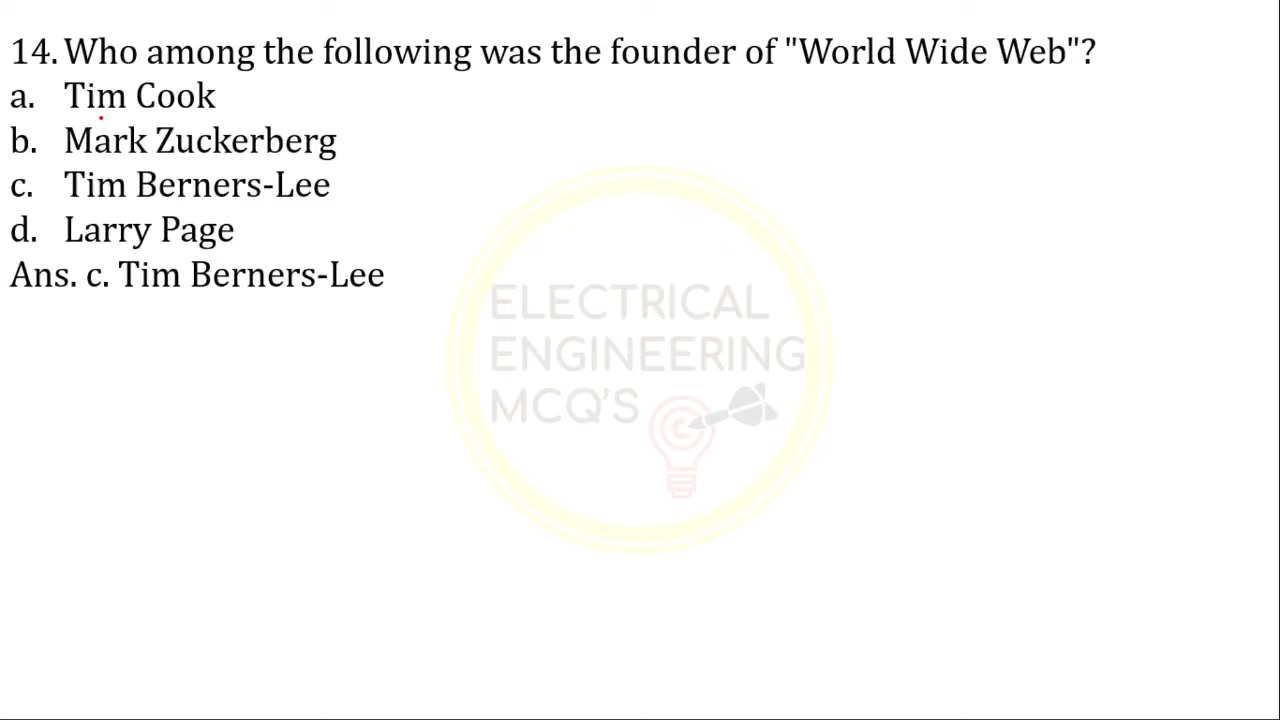 14. Who among the following was the founder of "World Wide Web"?
a. Tim Cook
b. Mark Zuckerberg
c. Tim Berners-Lee
d. Larry Page
Ans. c. Tim Berners-Lee
ELECTRICAL
ENGINEERING
MCQ'S